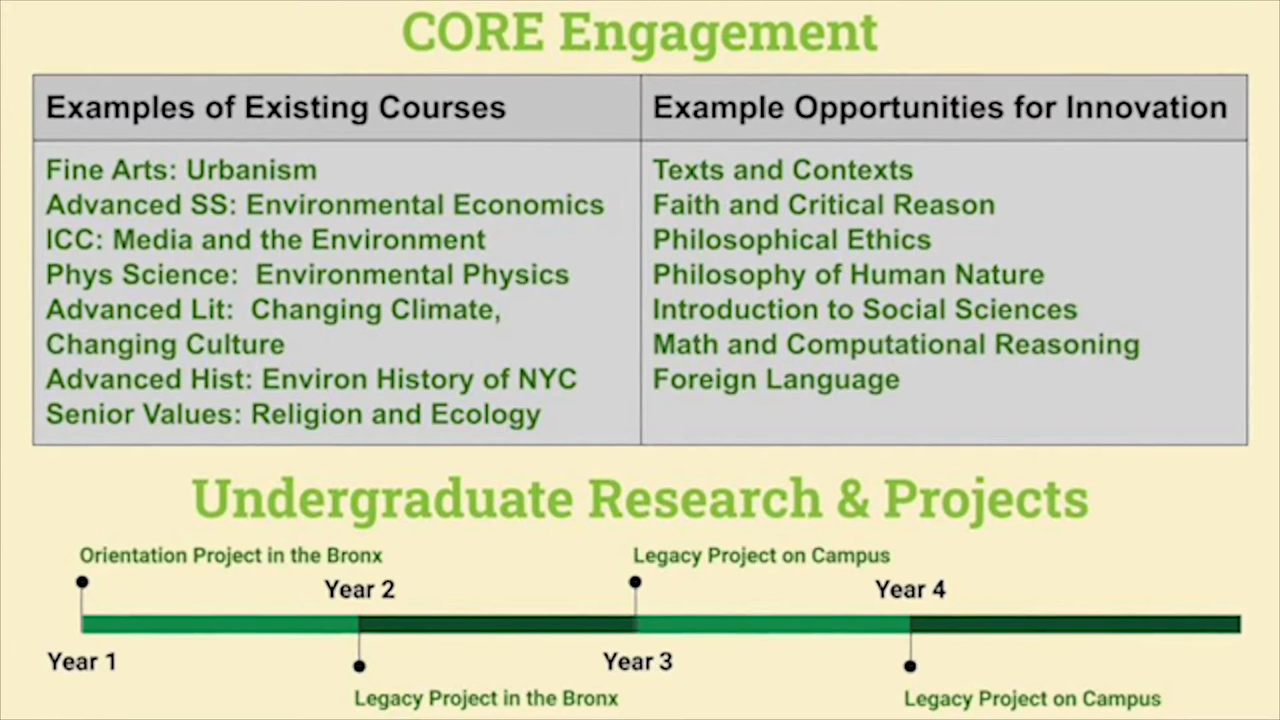 CORE Engagement
Examples of Existing Courses
Example Opportunities for Innovation
Fine Arts: Urbanism
Advanced SS: Environmental Economics
ICC: Media and the Environment
Phys Science:  Environmental Physics
Advanced Lit:  Changing Climate,
Changing Culture
Advanced Hist: Environ History of NYC
Senior Values: Religion and Ecology
Texts and Contexts
Faith and Critical Reason
Philosophical Ethics
Philosophy of Human Nature
Introduction to Social Sciences
Math and Computational Reasoning
Foreign Language
Undergraduate Research & Projects
Orientation Project in the Bronx
Legacy Project on Campus
Year 2
Year 4
Year 1
Year 3
Legacy Project in the Bronx
Legacy Project on Campus